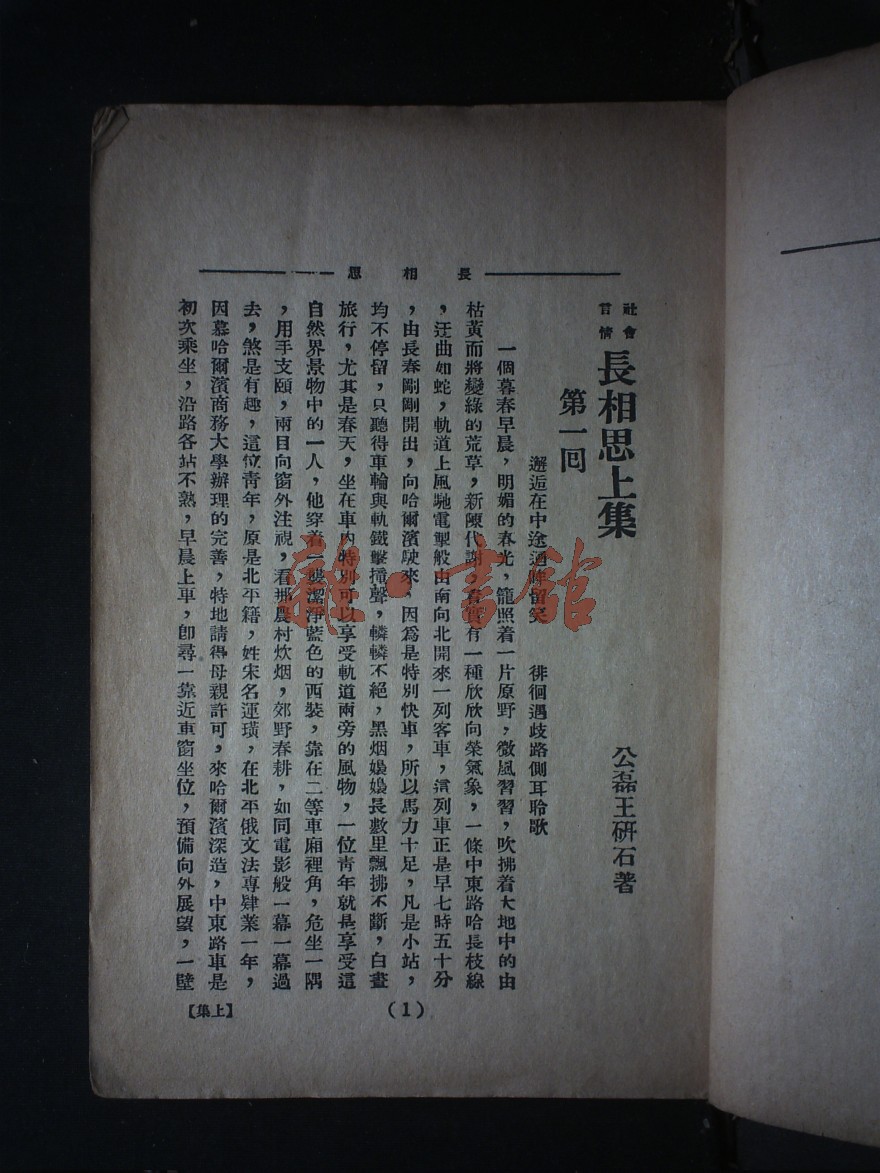 長相思
社會
言情
長相思上集
公磊王研石著
第一回
邂逅在中途過 留笑 徘徊遇歧路側耳聆歌
一個暮春早晨，明媚的春光，籠照着一片原野，微風習習，吹拂着大地中的由
枯黃而將變綠的荒草，新陳代謝，着實有一種欣欣向榮氣象，一條中東路哈長枝線
，迂曲如蛇，軌道上風馳電掣般由南向北開來一列客車，這列車正是早七時五十分
，由長春剛剛開出，向哈爾濱駛來，因爲是特別快車，所以馬力十足，凡是小站，
均不停留，只聽得車輪與軌鐵擊撞聲，轔轔不絕，黑烟嬝嬝長數里飄拂不斷，白晝
旅行，尤其是春天，坐在車內特別可以享受軌道兩旁的風物，一位靑年就是享受這
自然界景物中的一人，他穿着一襲潔淨藍色的西裝，靠在二等車廂裡角，危坐一隅
，用手支頤，兩目向窗外注視，看那農村炊烟，郊野春耕，如同電影般一幕一幕過
去，煞是有趣，這位靑年，原是北平籍，姓宋名運璜，在北平俄文法專肄業一年，
因慕哈爾濱商務大學辦理的完善，特地請得母親許可，來哈爾濱深造，中東路車是
初次乘坐，沿路各站不熟，早晨上車，卽尋一靠近車窗坐位，預備向外展望，一壁
（1）
【上集】
雜·書館